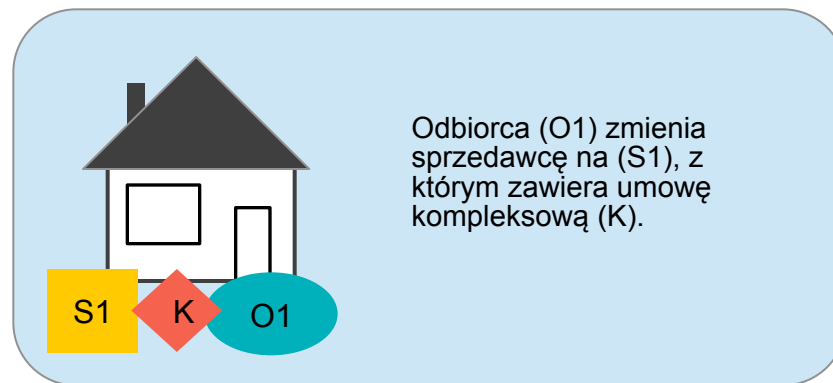 Odbiorca (O1) zmienia
sprzedawcę na (S1), z
którym zawiera umowę
kompleksową (K).
S1 K O1